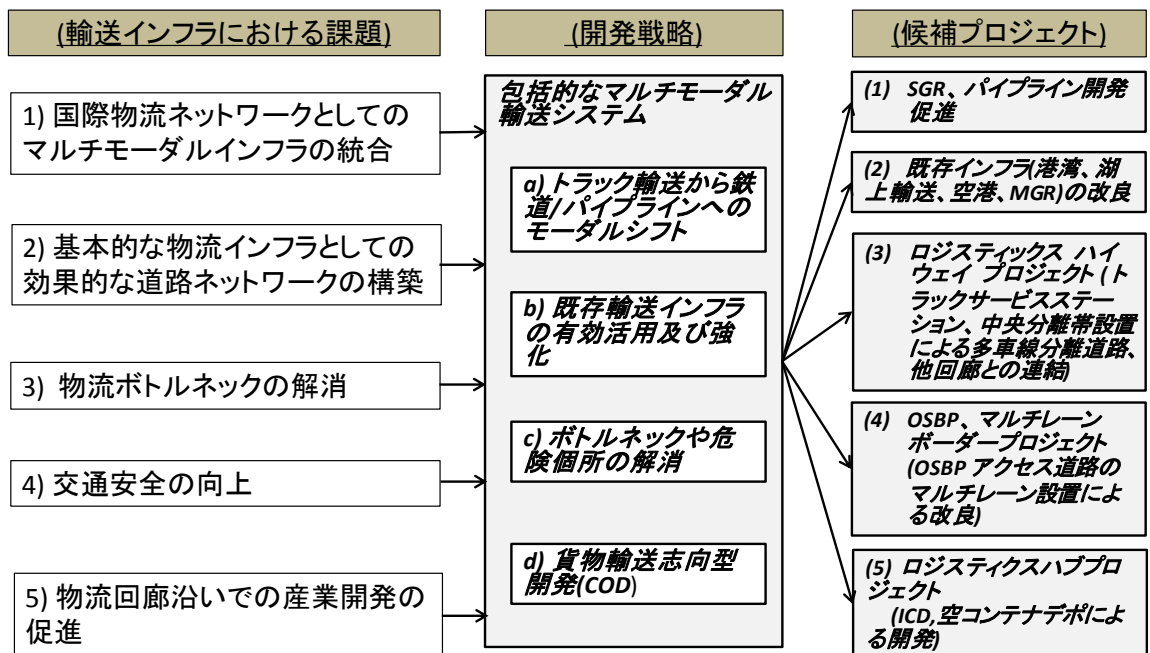 (輸送インフラにおける課題)
1) 国際物流ネットワークとしての
マルチモーダルインフラの統合
2) 基本的な物流インフラとしての
効果的な道路ネットワークの構築
3) 物流ボトルネックの解消
4) 交通安全の向上
5) 物流回廊沿いでの産業開発の
促進
(開発戦略)
包括的なマルチモーダル
輸送システム
a) トラック輸送から鉄
道/パイプラインへの
モーダルシフト
b) 既存輸送インフラ
の有効活用及び強
化
c) ボトルネックや危
険個所の解消
d) 貨物輸送志向型
開発(COD)
(候補プロジェクト)
(1) SGR、パイプライン開発
促進
(2) 既存インフラ(港湾、湖
上輸送、空港、MGR)の改良
(3) ロジスティックス ハイ
ウェイ プロジェクト (ト
ラックサービスステー
ション、中央分離帯設置
による多車線分離道路、
他回廊との連結)
(4) OSBP、マルチレーン
ボーダープロジェクト
(OSBP アクセス道路の
マルチレーン設置によ
る改良)
(5) ロジスティクスハブプロ
ジェクト
(ICD,空コンテナデポによ
る開発)